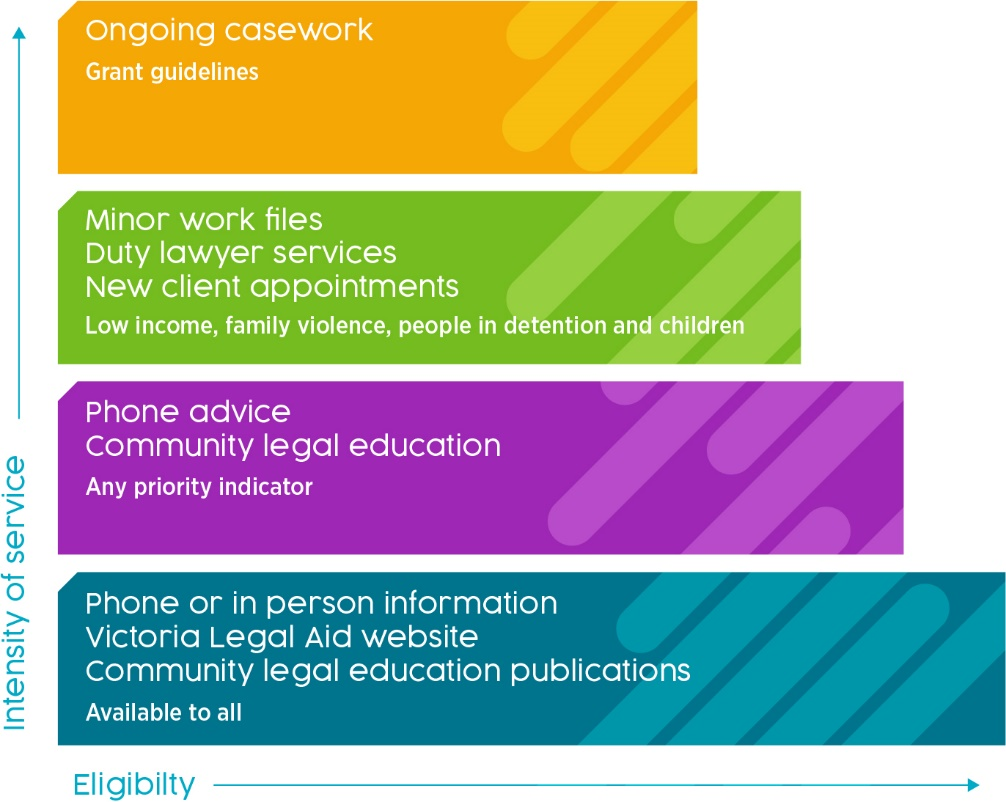 Ongoing casework
Grant guidelines
Minor work files
Duty lawyer services
New client appointments
Low income, family violence, people in detention and children
Phone advice
Community legal education
Any priority indicator
Phone or in person information
Victoria Legal Aid website
Community legal education publications
Available to all
Intensity of service
Eligibilty